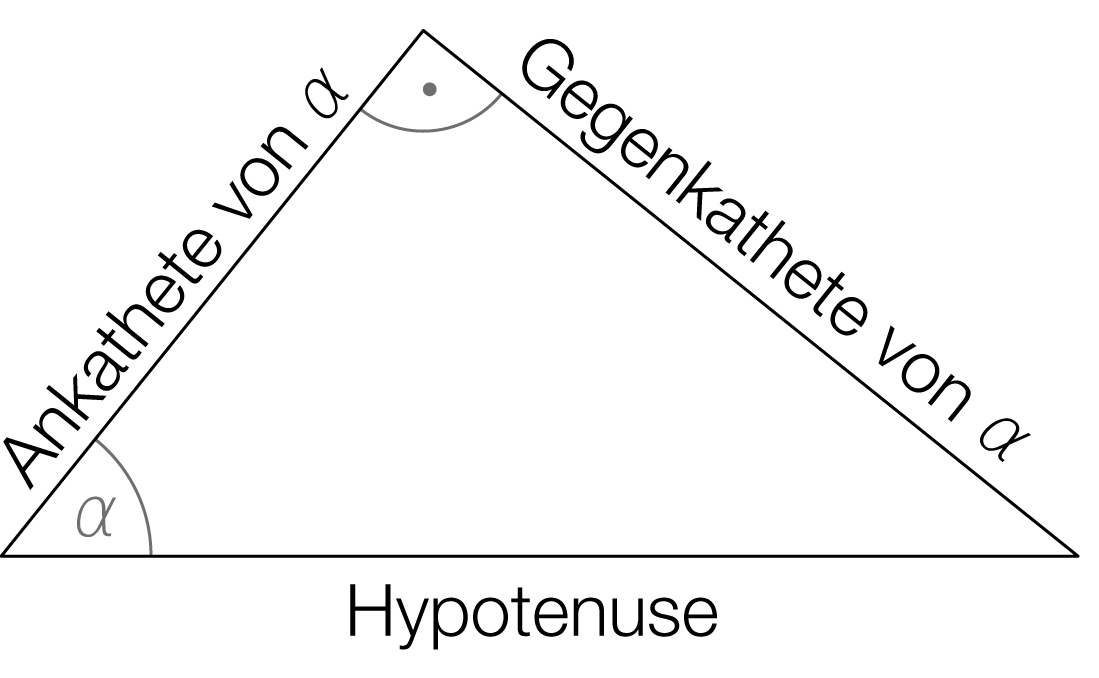 Ankathete von α
Gegenkathete von α
α
Hypotenuse